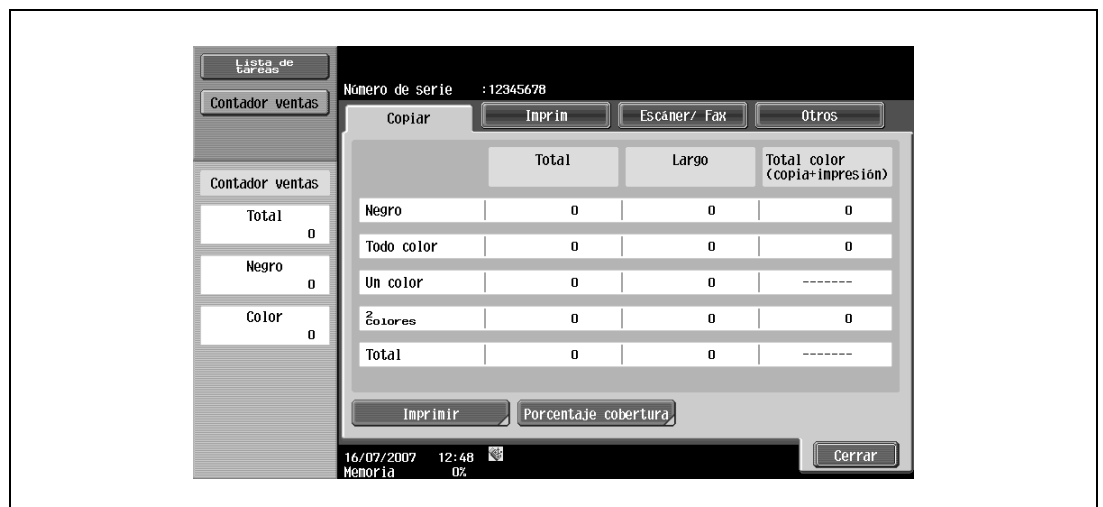 Lista de
tareas
Contador ventas
Número de serie :12345678
Copiar Imprim Escáner/ Fax Otros
Contador ventas
Total
0
Negro
0
Color
0
Total Largo Total color
(copia+impresión)
Negro 0 0 0
Todo color 0 0 0
Un color 0 0 -------
2
colores 0 0 0
Total 0 0 -------
Imprimir Porcentaje cobertura
16/07/2007 12:48
Memoria 0%
Cerrar